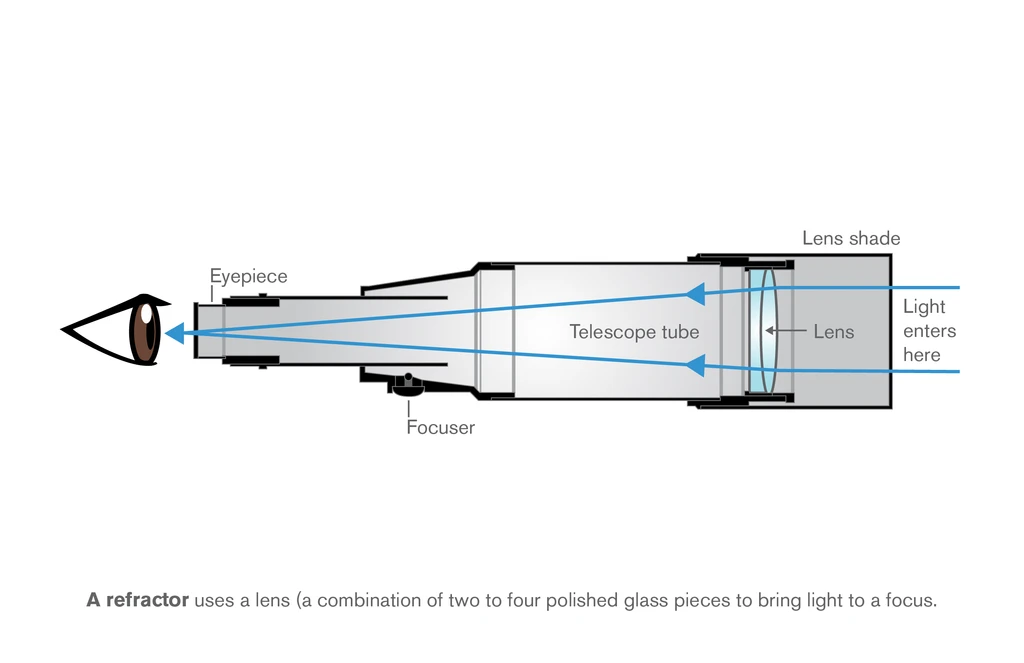 Lens shade
Eyepiece
Light
enters
here
Telescope tube
Lens
Focuser
A refractor uses a lens (a combination of two to four polished glass pieces to bring light to a focus.